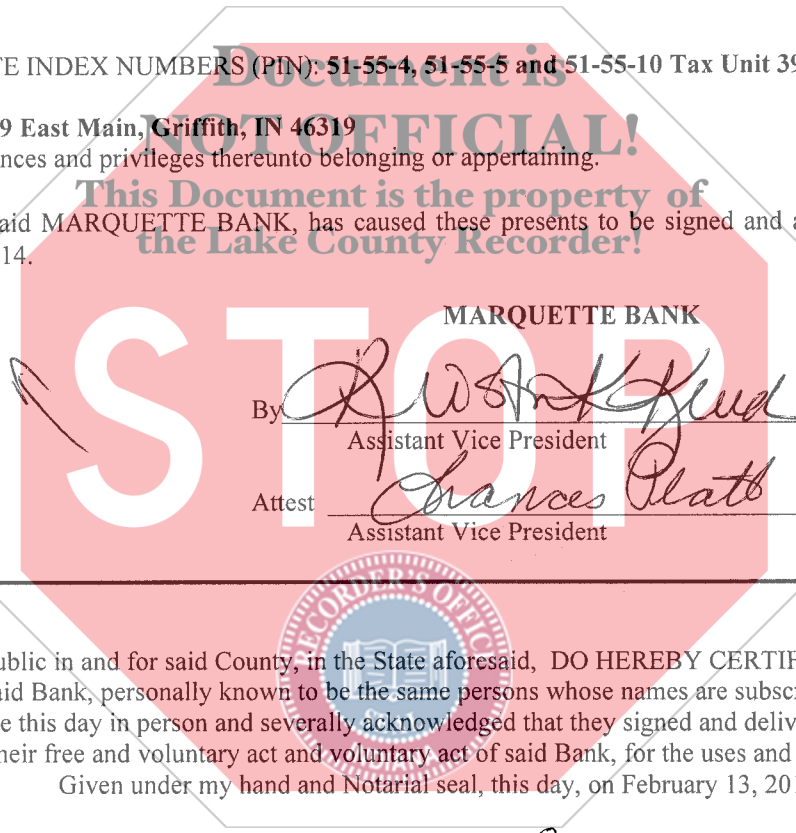 TE INDEX NUMBERS (PIN): 51-55-4, 51-55-5 and 51-55-10 Tax Unit 39
Document is
9 East Main, Griffith, IN 46319
NOT OFFICIAL!
nces and privileges thereunto belonging or appertaining.
This Document is the property of
aid MARQUETTE BANK, has caused these presents to be signed and a
the Lake County Recorder!
14.
STOP
MARQUETTE BANK
By
Assistant Vice President
Attest Frances Platt
Assistant Vice President
RECORDER'S OFFIC
ublic in and for said County, in the State aforesaid, DO HEREBY CERTIF
aid Bank, personally known to be the same persons whose names are subscr
e this day in person and severally acknowledged that they signed and deliv
heir free and voluntary act and voluntary act of said Bank, for the uses and
Given under my hand and Notarial seal, this day, on February 13, 201